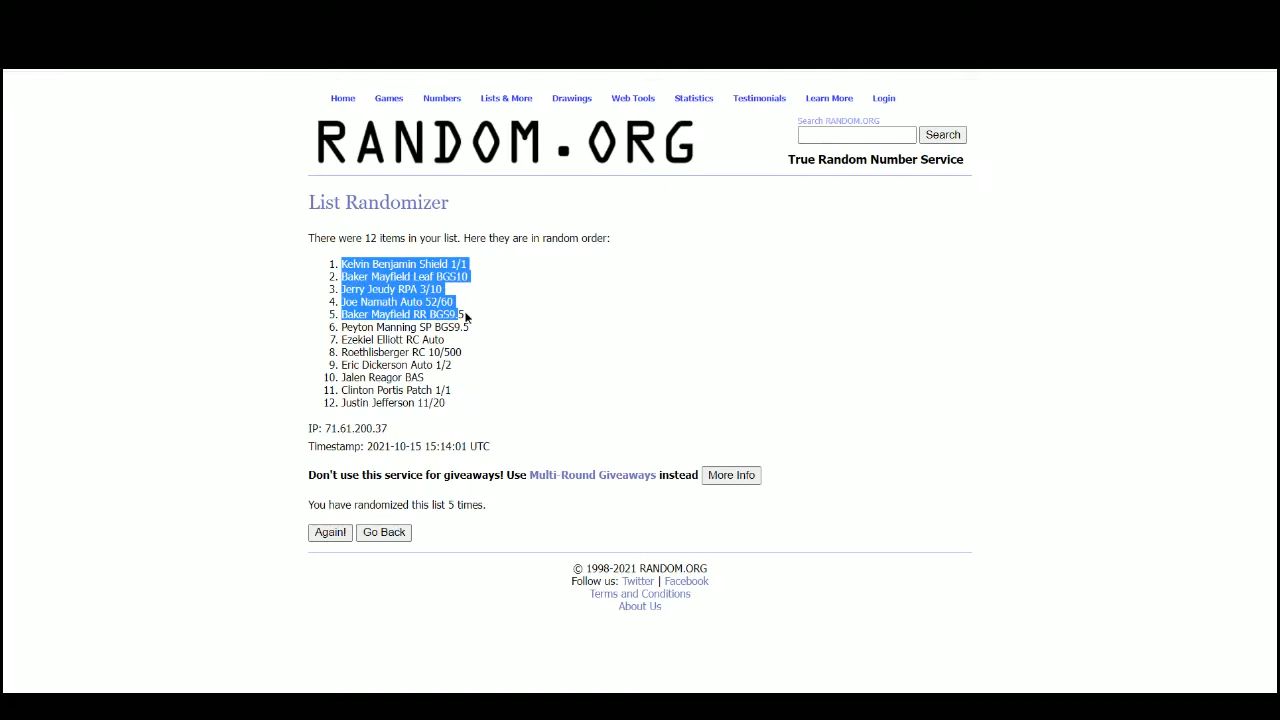 Home Games Numbers Lists & More Drawings Web Tools Statistics Testimonials Learn More Login
RANDOM.ORG
Search RANDOM.ORG
Search
True Random Number Service
List Randomizer
There were 12 items in your list. Here they are in random order:
1. Kelvin Benjamin Shield 1/1
2. Baker Mayfield Leaf BGS10
3. Jerry Jeudy RPA 3/10
4. Joe Namath Auto 52/60
5. Baker Mayfield RR BGS9.5
6. Peyton Manning SP BGS9.5
7. Ezekiel Elliott RC Auto
8. Roethlisberger RC 10/500
9. Eric Dickerson Auto 1/2
10. Jalen Reagor BAS
11. Clinton Portis Patch 1/1
12. Justin Jefferson 11/20
IP: 71.61.200.37
Timestamp: 2021-10-15 15:14:01 UTC
Don't use this service for giveaways! Use Multi-Round Giveaways instead More Info
You have randomized this list 5 times.
Again! Go Back
© 1998-2021 RANDOM.ORG
Follow us: Twitter | Facebook
Terms and Conditions
About Us